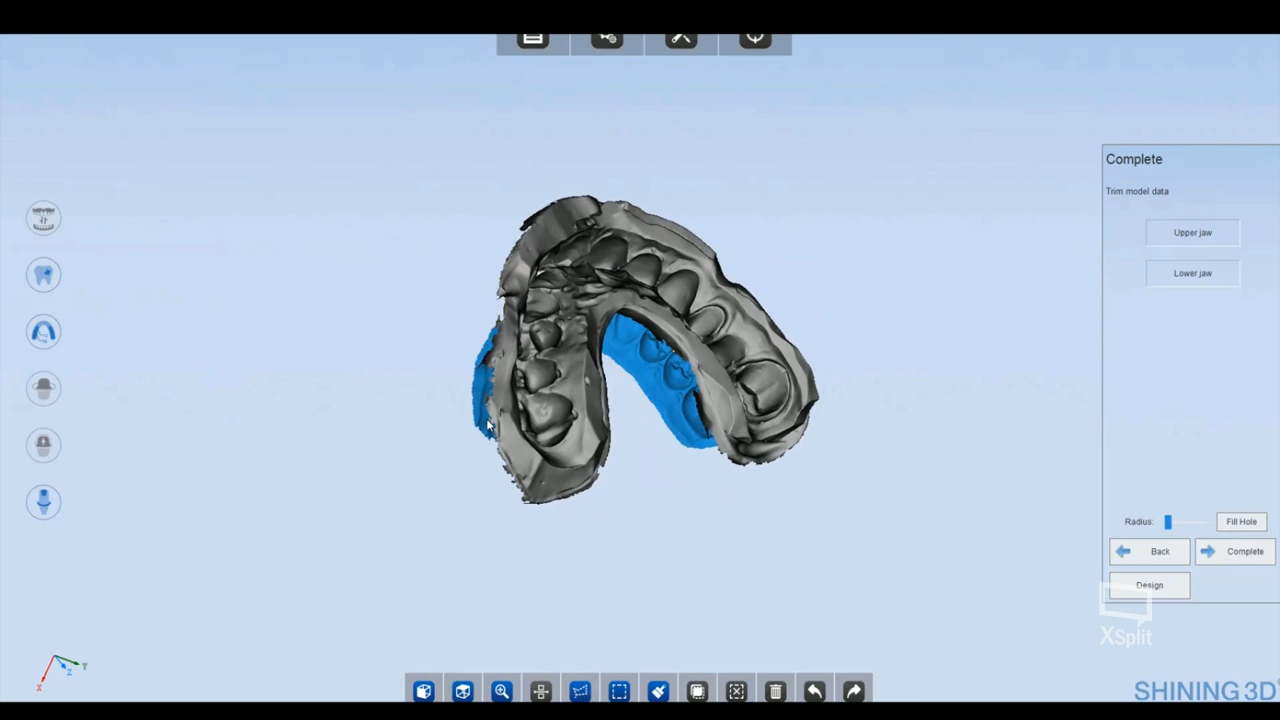 Complete
Trim model data
Upper jaw
Lower jaw
Radius:
Fill Hole
Back
Complete
Design
XSplit
X
Z
Y
SHINING 3D